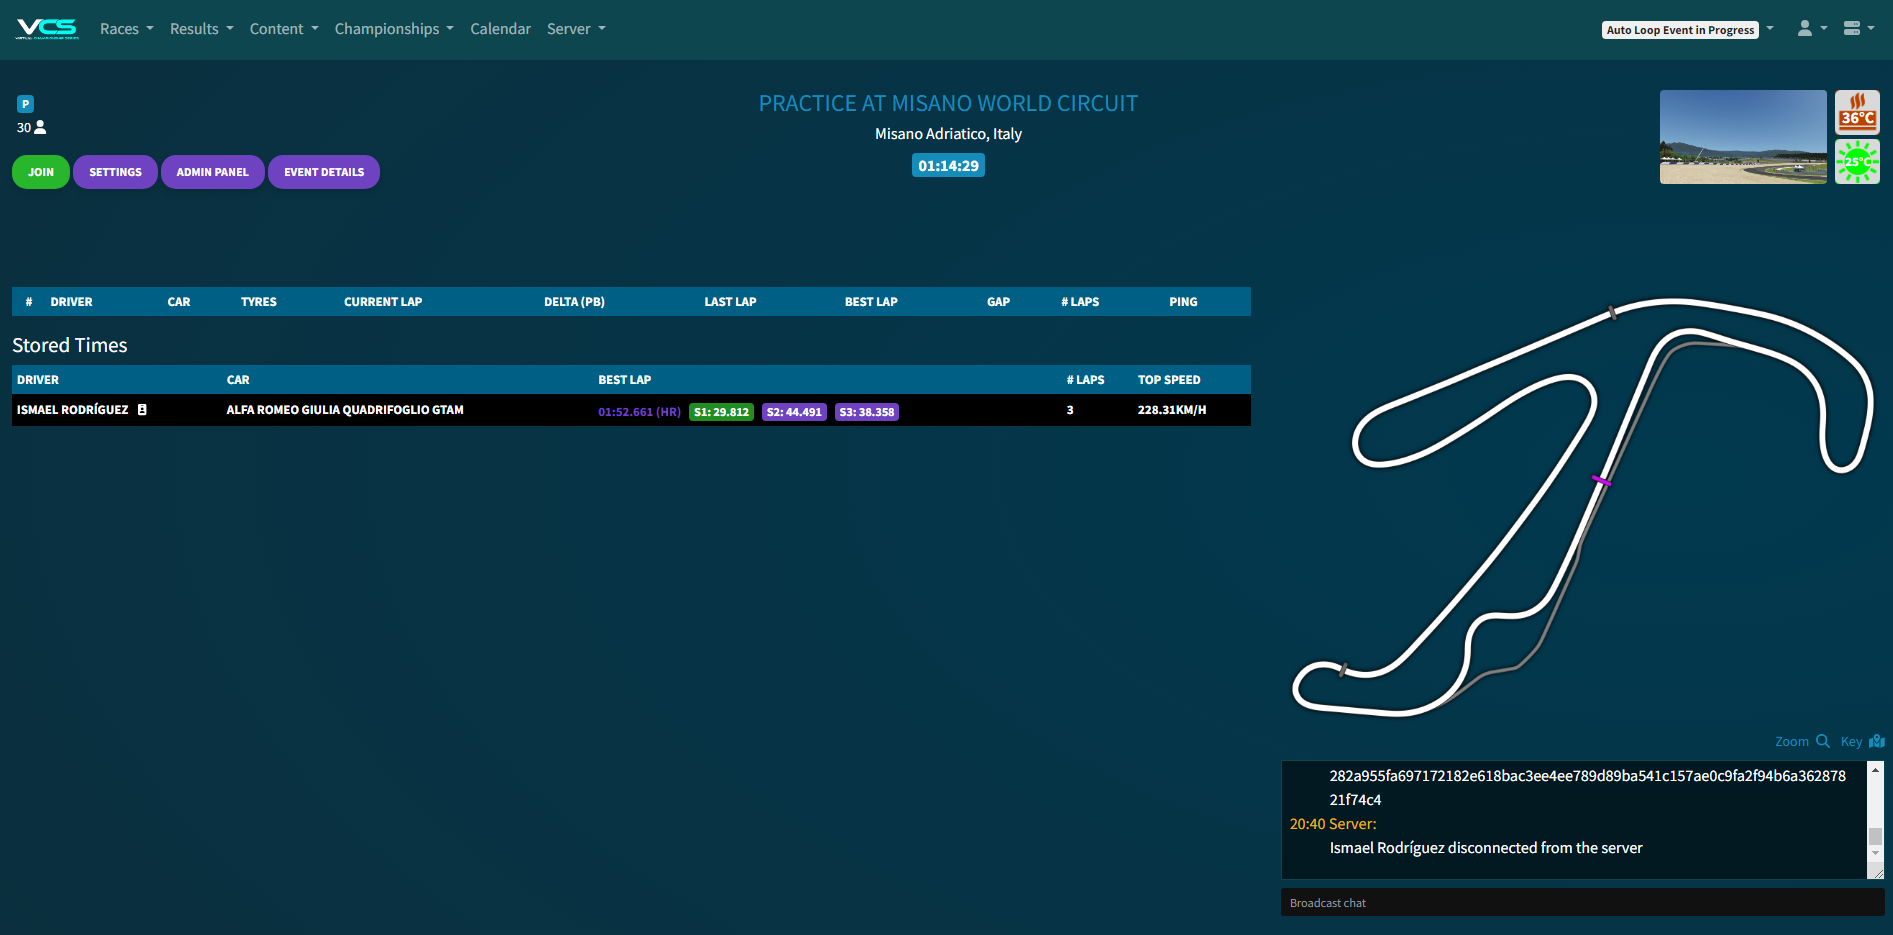 VCS
Races
Results
Content
Championships
Calendar
Server
Auto Loop Event in Progress
P
30
JOIN
SETTINGS
ADMIN PANEL
EVENT DETAILS
PRACTICE AT MISANO WORLD CIRCUIT
Misano Adriatico, Italy
01:14:29
36°C
25°C
# DRIVER CAR TYRES CURRENT LAP DELTA (PB) LAST LAP BEST LAP GAP # LAPS PING
Stored Times
DRIVER CAR BEST LAP # LAPS TOP SPEED
ISMAEL RODRÍGUEZ ALFA ROMEO GIULIA QUADRIFOGLIO GTAM 01:52.661 (HR) S1: 29.812 S2: 44.491 S3: 38.358 3 228.31KM/H
Zoom Key
282a955fa697172182e618bac3ee4ee789d89ba541c157ae0c9fa2f94b6a362878
21f74c4
20:40 Server:
Ismael Rodríguez disconnected from the server
Broadcast chat